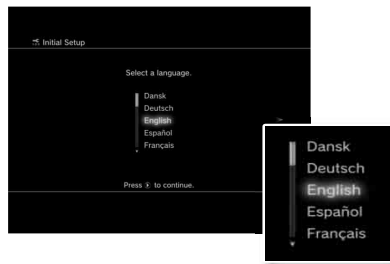 Initial Setup
Select a language.
Dansk
Deutsch
English
Español
Français
Press to continue.
Dansk
Deutsch
English
Español
Français